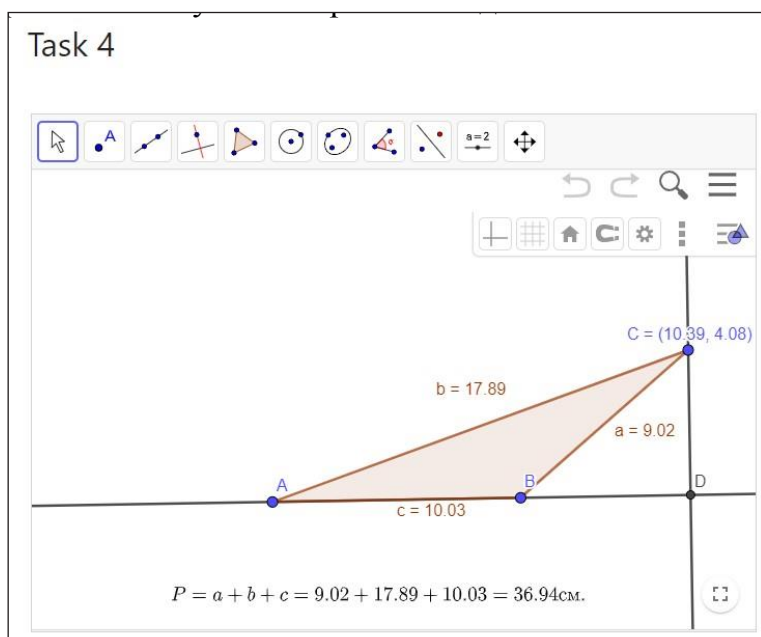 Task 4
A
a=2
C = (10.39, 4.08)
b = 17.89
a = 9.02
A
B
D
c = 10.03
P = a + b + c = 9.02 + 17.89 + 10.03 = 36.94см.